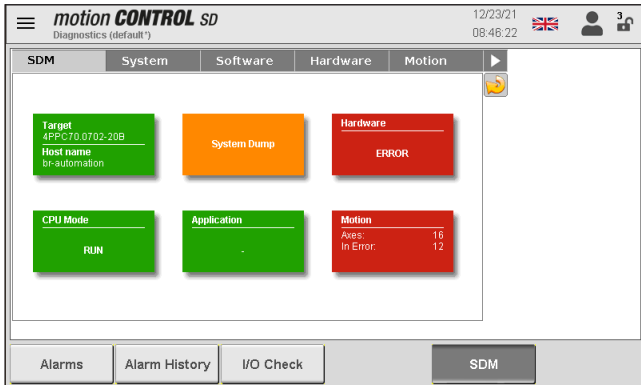 motion CONTROL SD
Diagnostics (default*)
12/23/21
08:46:22
3
SDM
System
Software
Hardware
Motion
Target
4PPC70.0702-20B
Host name
br-automation
System Dump
Hardware
ERROR
CPU Mode
RUN
Application
-
Motion
Axes: 16
In Error: 12
Alarms
Alarm History
I/O Check
SDM